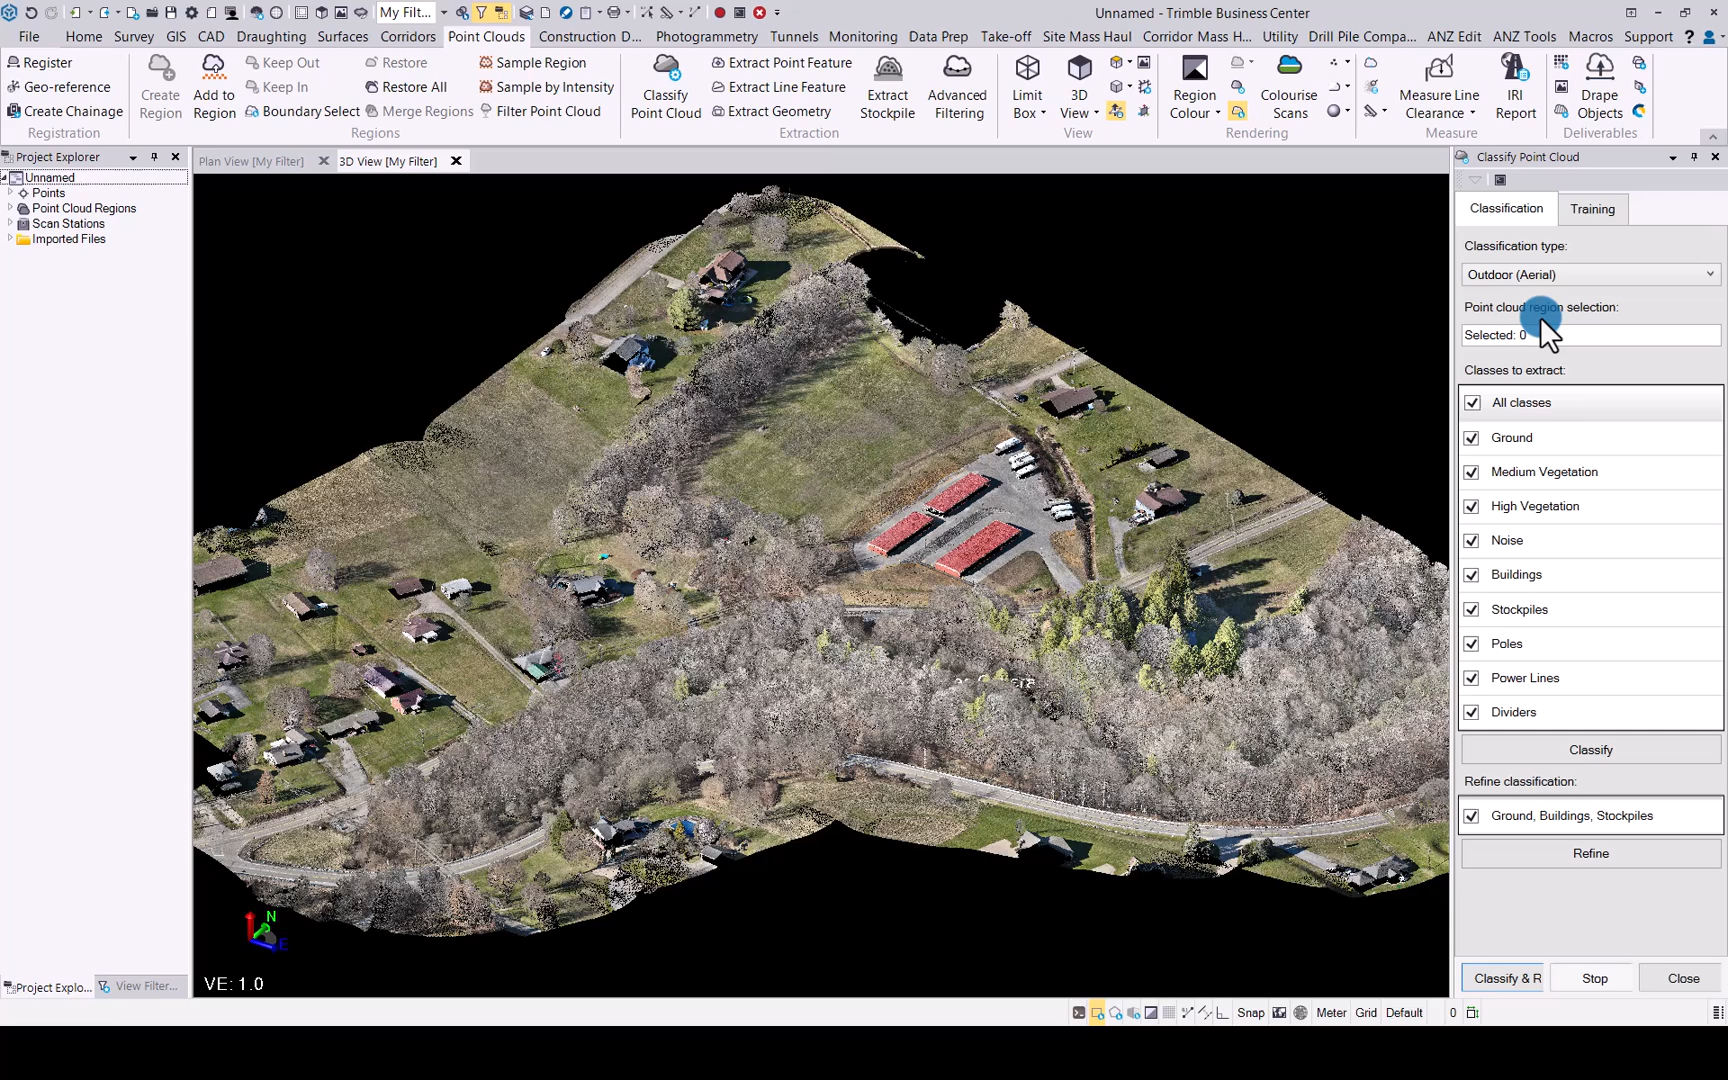 My Filt...
Unnamed - Trimble Business Center
File Home Survey GIS CAD Draughting Surfaces Corridors Point Clouds Construction D... Photogrammetry Tunnels Monitoring Data Prep Take-off Site Mass Haul Corridor Mass H... Utility Drill Pile Compa... ANZ Edit ANZ Tools Macros Support
Register
Geo-reference
Create Chainage
Registration
Create Region
Add to Region
Keep Out
Keep In
Boundary Select
Restore
Restore All
Merge Regions
Regions
Sample Region
Sample by Intensity
Filter Point Cloud
Classify Point Cloud
Extract Point Feature
Extract Line Feature
Extract Geometry
Extract Stockpile
Advanced Filtering
Extraction
Limit Box
3D View
View
Region Colour
Colourise Scans
Rendering
Measure Line Clearance
IRI Report
Measure
Drape Objects
Deliverables
Project Explorer
Unnamed
Points
Point Cloud Regions
Scan Stations
Imported Files
Plan View [My Filter]
3D View [My Filter]
N
E
VE: 1.0
Classify Point Cloud
Classification Training
Classification type:
Outdoor (Aerial)
Point cloud region selection:
Selected: 0
Classes to extract:
All classes
Ground
Medium Vegetation
High Vegetation
Noise
Buildings
Stockpiles
Poles
Power Lines
Dividers
Classify
Refine classification:
Ground, Buildings, Stockpiles
Refine
Classify & R Stop Close
Project Explo... View Filter...
Snap Meter Grid Default 0